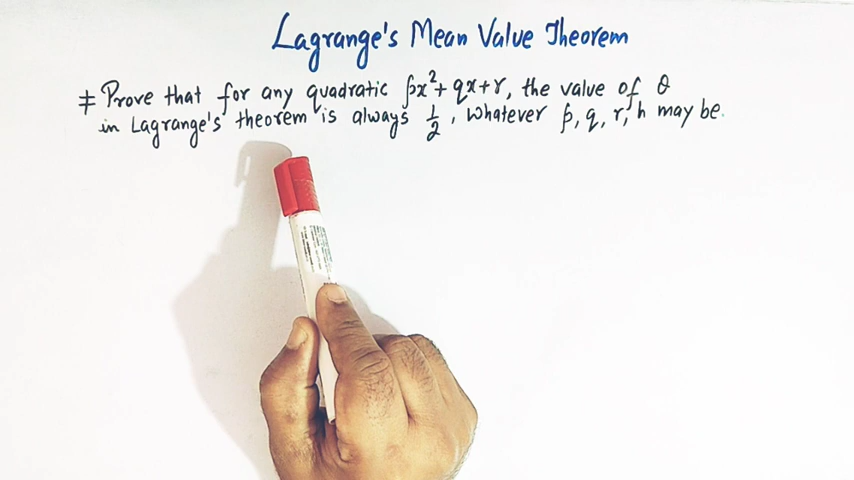 Lagrange's Mean Value Theorem
≠ Prove that for any quadratic px²+qx+r, the value of θ
in Lagrange's theorem is always 1/2, whatever p, q, r, h may be.